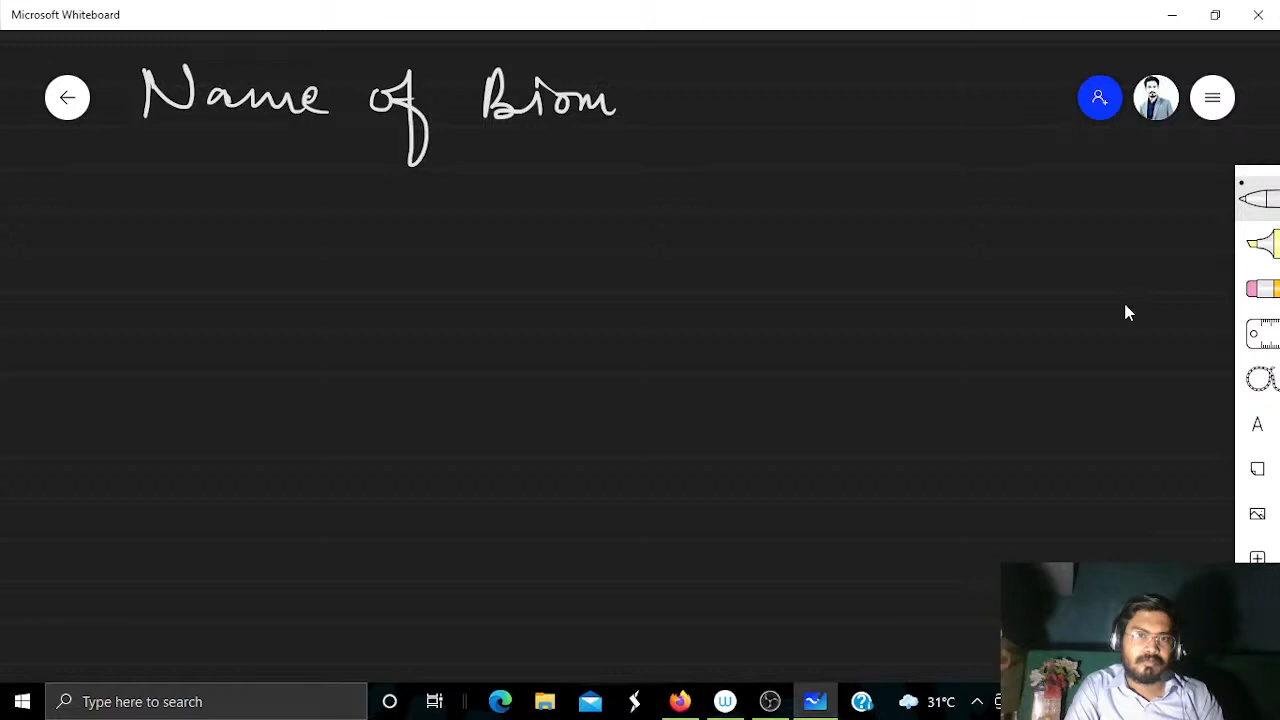 Microsoft Whiteboard
Name of Biom
A
Type here to search
31°C